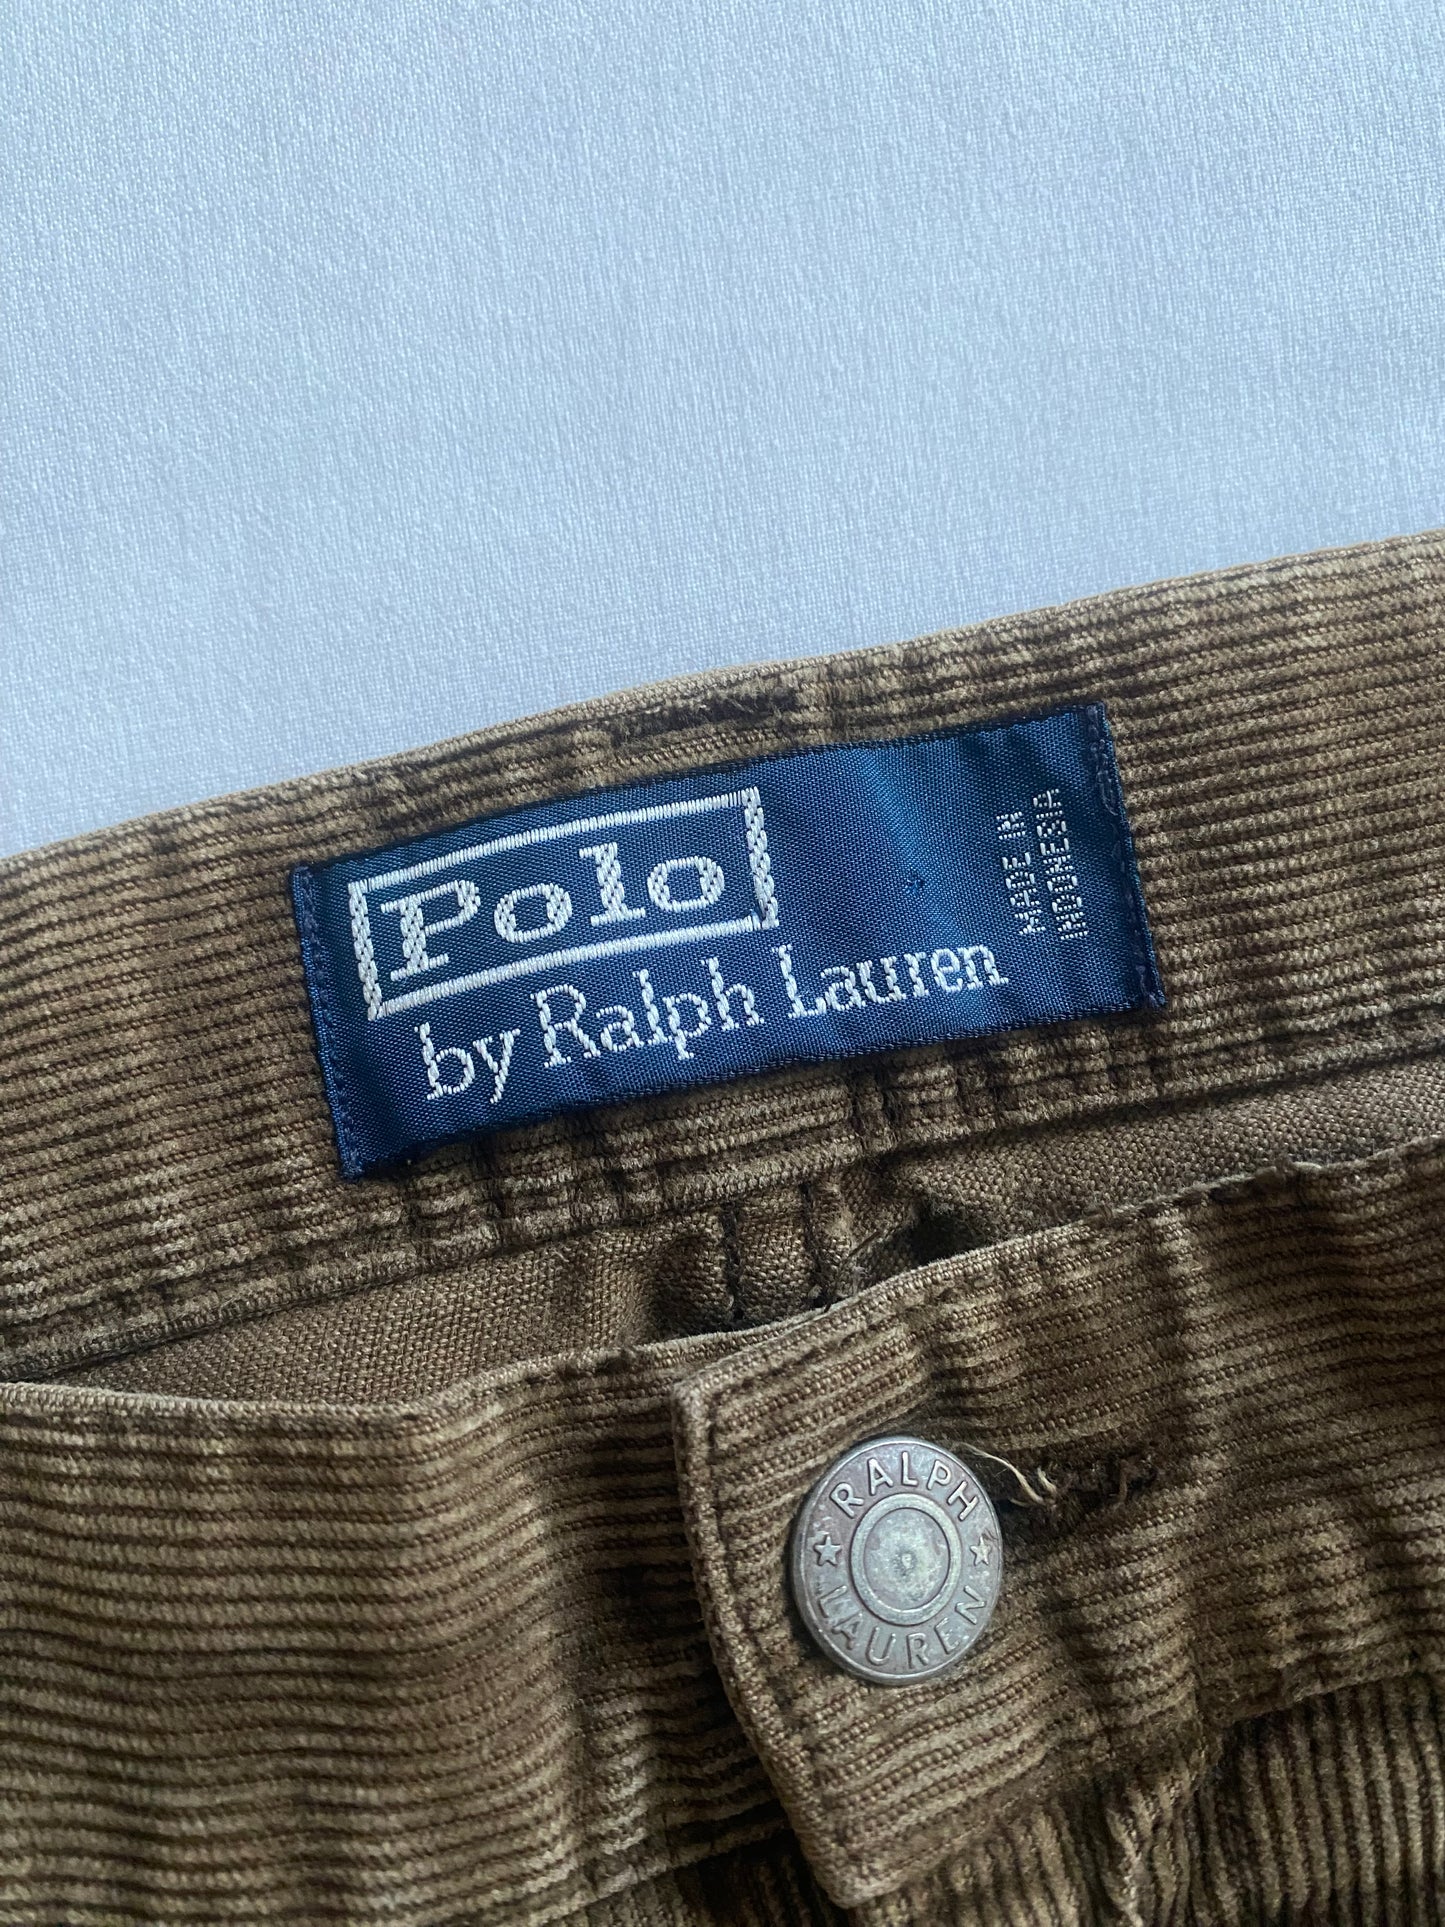 Polo
by Ralph Lauren
MADE IN
INDONESIA
RALPH
LAUREN